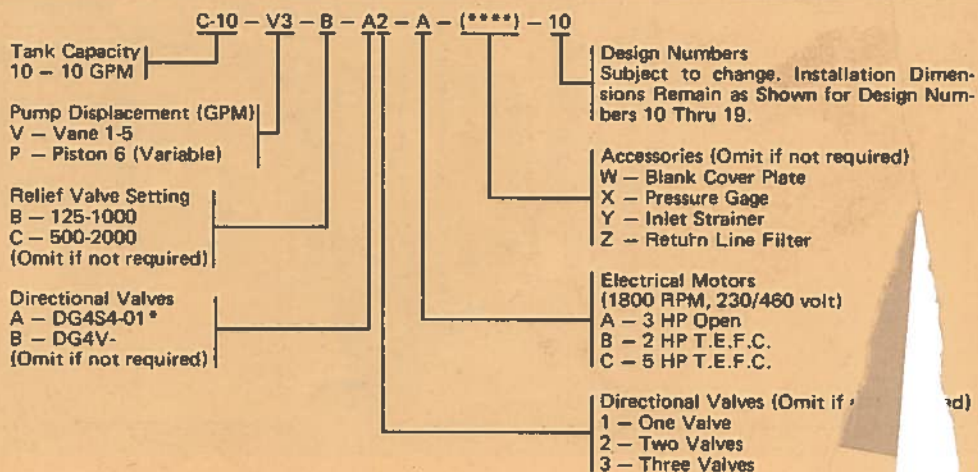 C-10 – V3 – B – A2 – A – (****) – 10
Tank Capacity
10 – 10 GPM
Pump Displacement (GPM)
V – Vane 1-5
P – Piston 6 (Variable)
Relief Valve Setting
B – 125-1000
C – 500-2000
(Omit if not required)
Directional Valves
A – DG4S4-01*
B – DG4V-
(Omit if not required)
Design Numbers
Subject to change. Installation Dimen-
sions Remain as Shown for Design Num-
bers 10 Thru 19.
Accessories (Omit if not required)
W – Blank Cover Plate
X – Pressure Gage
Y – Inlet Strainer
Z – Return Line Filter
Electrical Motors
(1800 RPM, 230/460 volt)
A – 3 HP Open
B – 2 HP T.E.F.C.
C – 5 HP T.E.F.C.
Directional Valves (Omit if
1 – One Valve
2 – Two Valves
3 – Three Valves